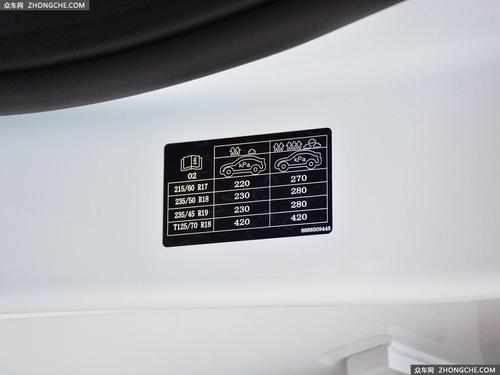 众车网 ZHONGCHE.COM
kPa kPa
02
215/60 R17 220 270
235/50 R18 230 280
235/45 R19 230 280
T125/70 R18 420 420
8888509445
众车网 ZHONGCHE.COM